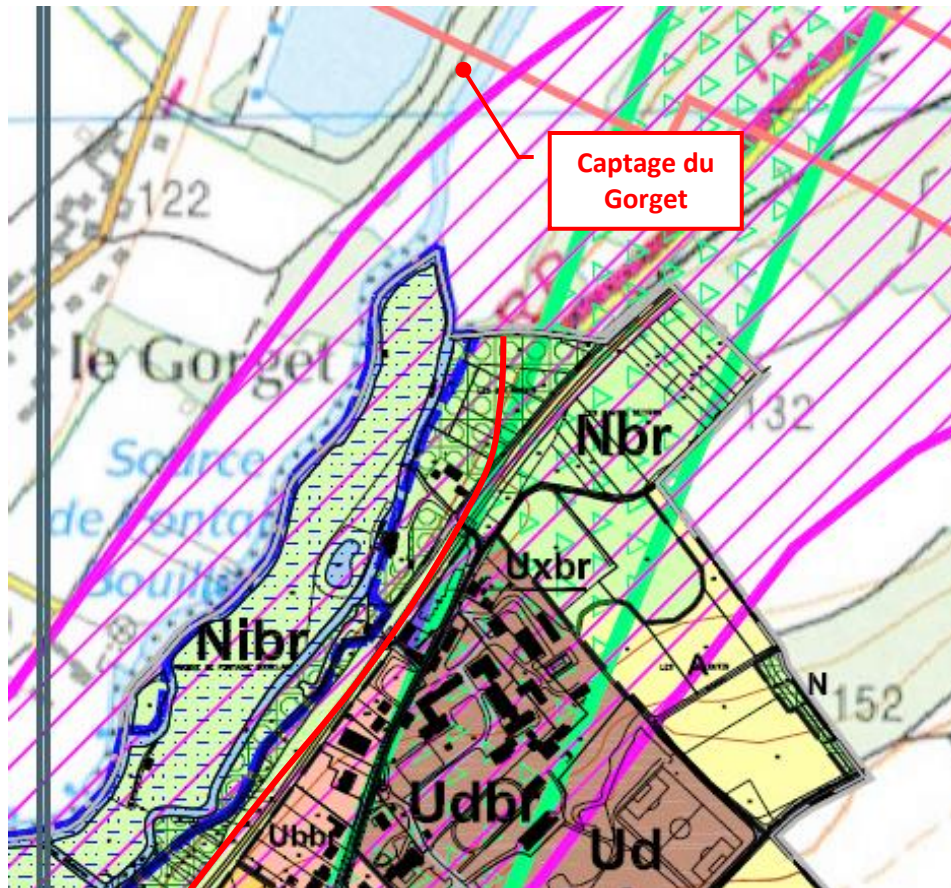 Captage du
Gorget
122
le Gorget
132
Nbr
Source
Uxbr
Nibr
A
N
152
Udbr
Ubbr
Ud